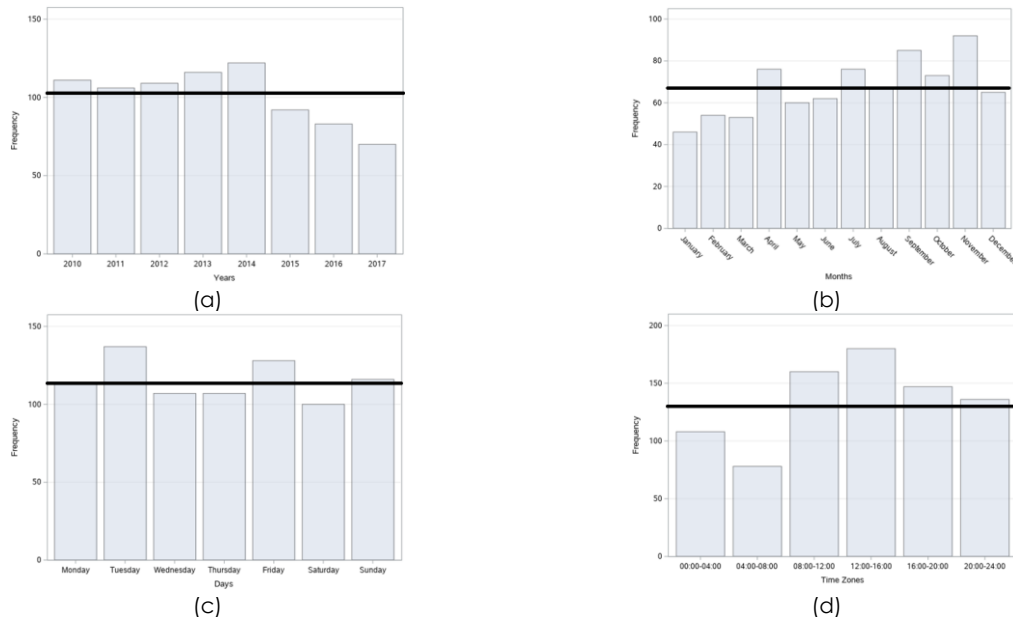 150
100
50
0
Frequency
2010 2011 2012 2013 2014 2015 2016 2017
Years
(a)
100
80
60
40
20
0
Frequency
January February March April May June July August September October November December
Months
(b)
150
100
50
0
Frequency
Monday Tuesday Wednesday Thursday Friday Saturday Sunday
Days
(c)
200
150
100
50
0
Frequency
00:00-04:00 04:00-08:00 08:00-12:00 12:00-16:00 16:00-20:00 20:00-24:00
Time Zones
(d)